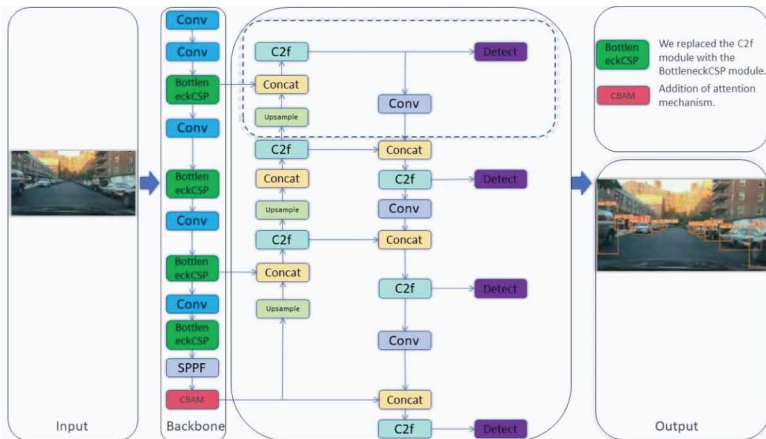 Conv
Conv
Bottlen
eckCSP
Conv
Bottlen
eckCSP
Conv
Bottlen
eckCSP
Conv
Bottlen
eckCSP
SPPF
CBAM
C2f
Concat
Upsample
C2f
Concat
Upsample
C2f
Concat
Upsample
Detect
Conv
Concat
C2f
Detect
Conv
Concat
C2f
Detect
Conv
Concat
C2f
Detect
Bottlen
eckCSP
We replaced the C2f
module with the
BottleneckCSP module.
CBAM
Addition of attention
mechanism.
Input
Backbone
Output